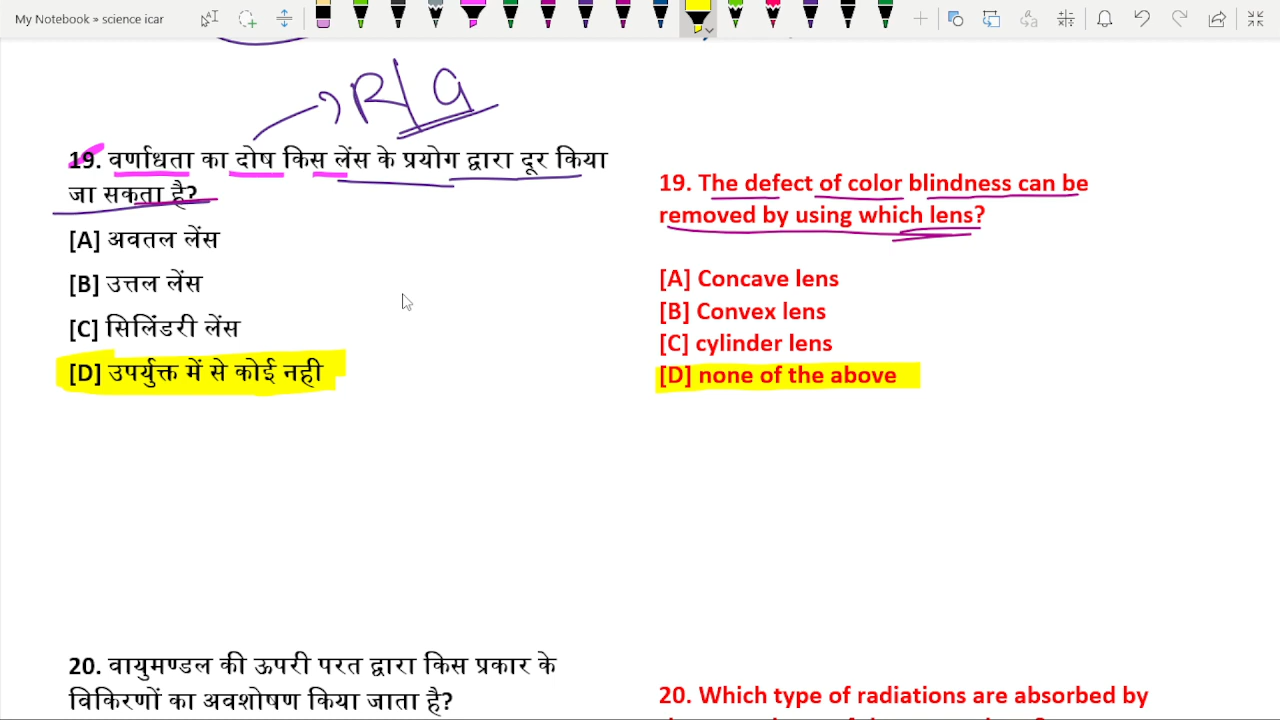 My Notebook » science icar
R/G
19. वर्णाधता का दोष किस लेंस के प्रयोग द्वारा दूर किया
जा सकता है?
[A] अवतल लेंस
[B] उत्तल लेंस
[C] सिलिंडरी लेंस
[D] उपर्युक्त में से कोई नही
19. The defect of color blindness can be
removed by using which lens?
[A] Concave lens
[B] Convex lens
[C] cylinder lens
[D] none of the above
20. वायुमण्डल की ऊपरी परत द्वारा किस प्रकार के
विकिरणों का अवशोषण किया जाता है?
20. Which type of radiations are absorbed by